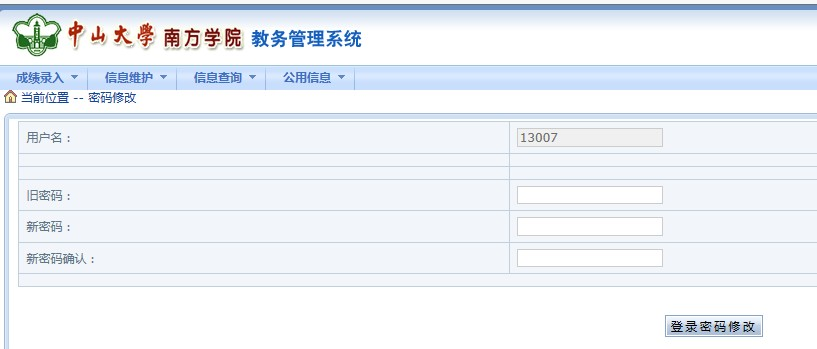 中山大学 南方学院 教务管理系统
成绩录入 信息维护 信息查询 公用信息
当前位置 -- 密码修改
用户名： 13007
旧密码：
新密码：
新密码确认：
登录密码修改